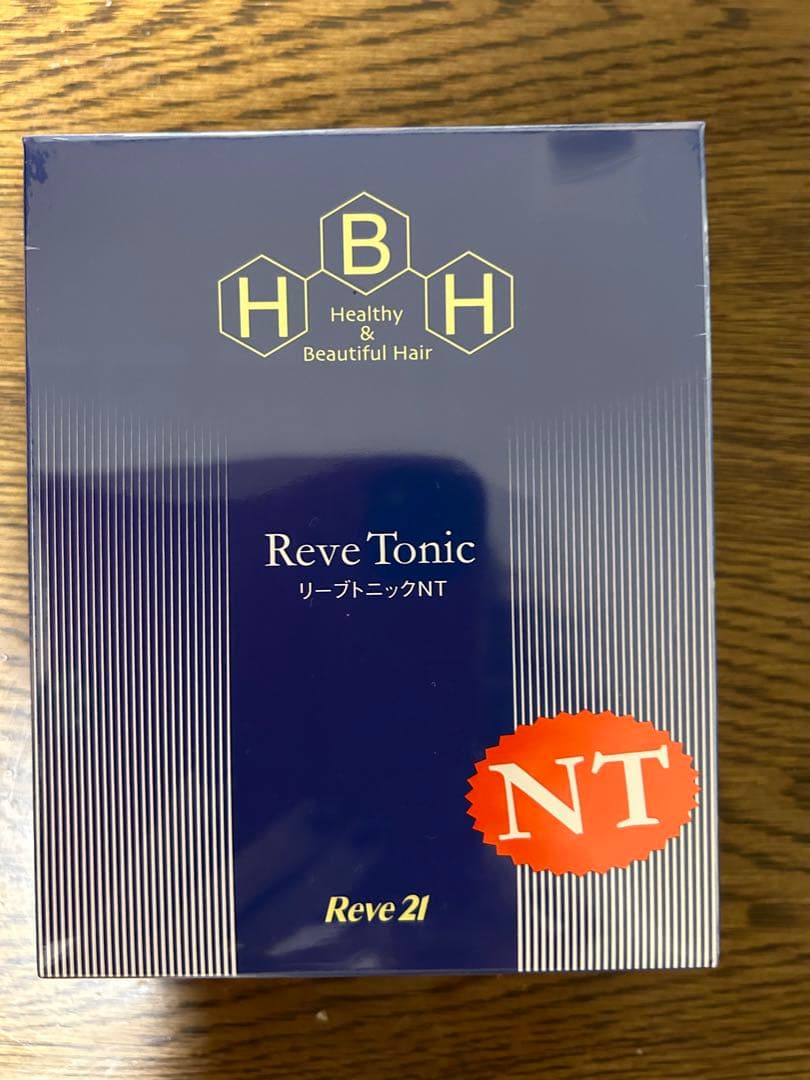 H B H
Healthy
&
Beautiful Hair
Reve Tonic
リーブトニックNT
NT
Reve 21